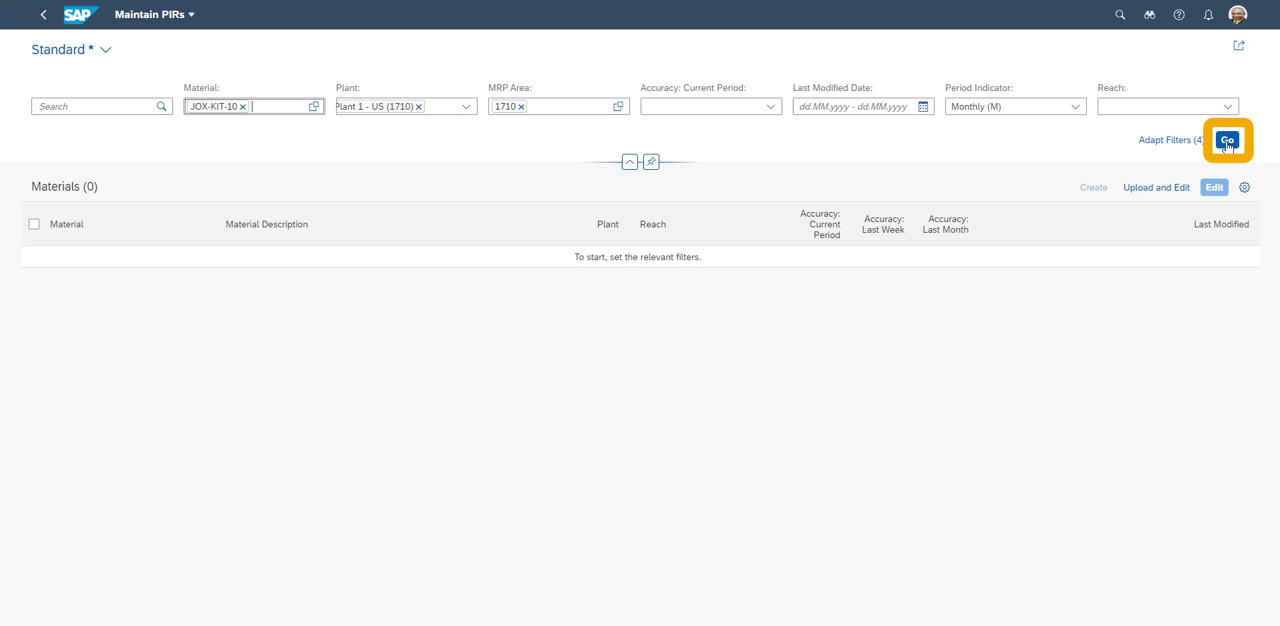 SAP Maintain PIRs
Standard *
Material: Plant: MRP Area: Accuracy: Current Period: Last Modified Date: Period Indicator: Reach:
Search JOX-KIT-10 Plant 1 - US (1710) 1710 dd.MM.yyyy - dd.MM.yyyy Monthly (M)
Adapt Filters (4) Go
Materials (0) Create Upload and Edit Edit
Material Material Description Plant Reach Accuracy: Current Period Accuracy: Last Week Accuracy: Last Month Last Modified
To start, set the relevant filters.